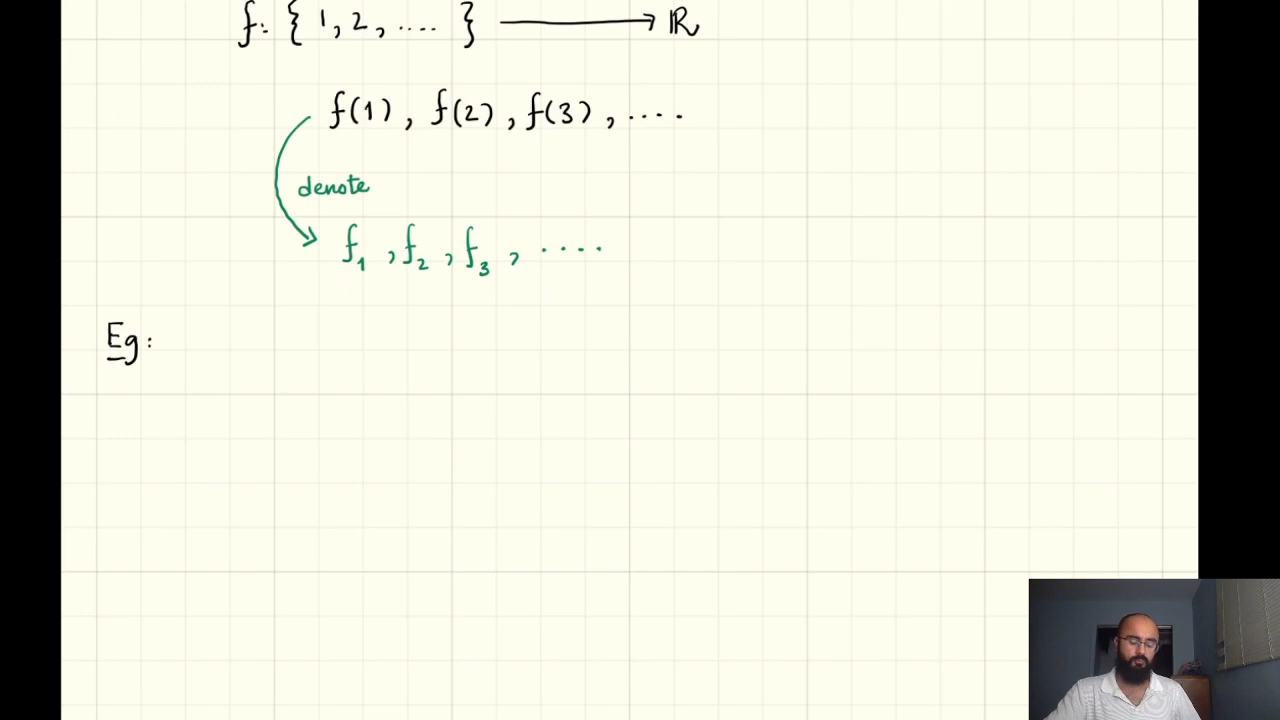 f: { 1, 2, .... } ⟶ ℝ
f(1), f(2), f(3), ....
denote
f₁, f₂, f₃, ....
Eg: